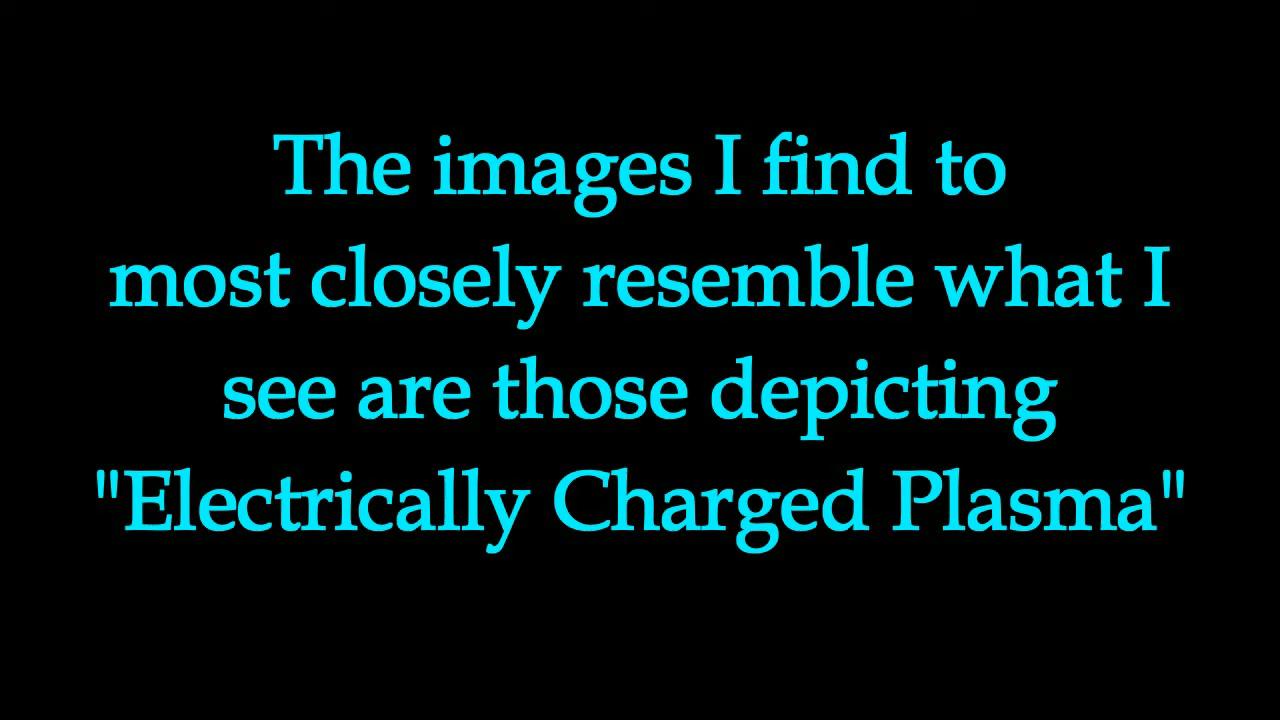 The images I find to
most closely resemble what I
see are those depicting
"Electrically Charged Plasma"